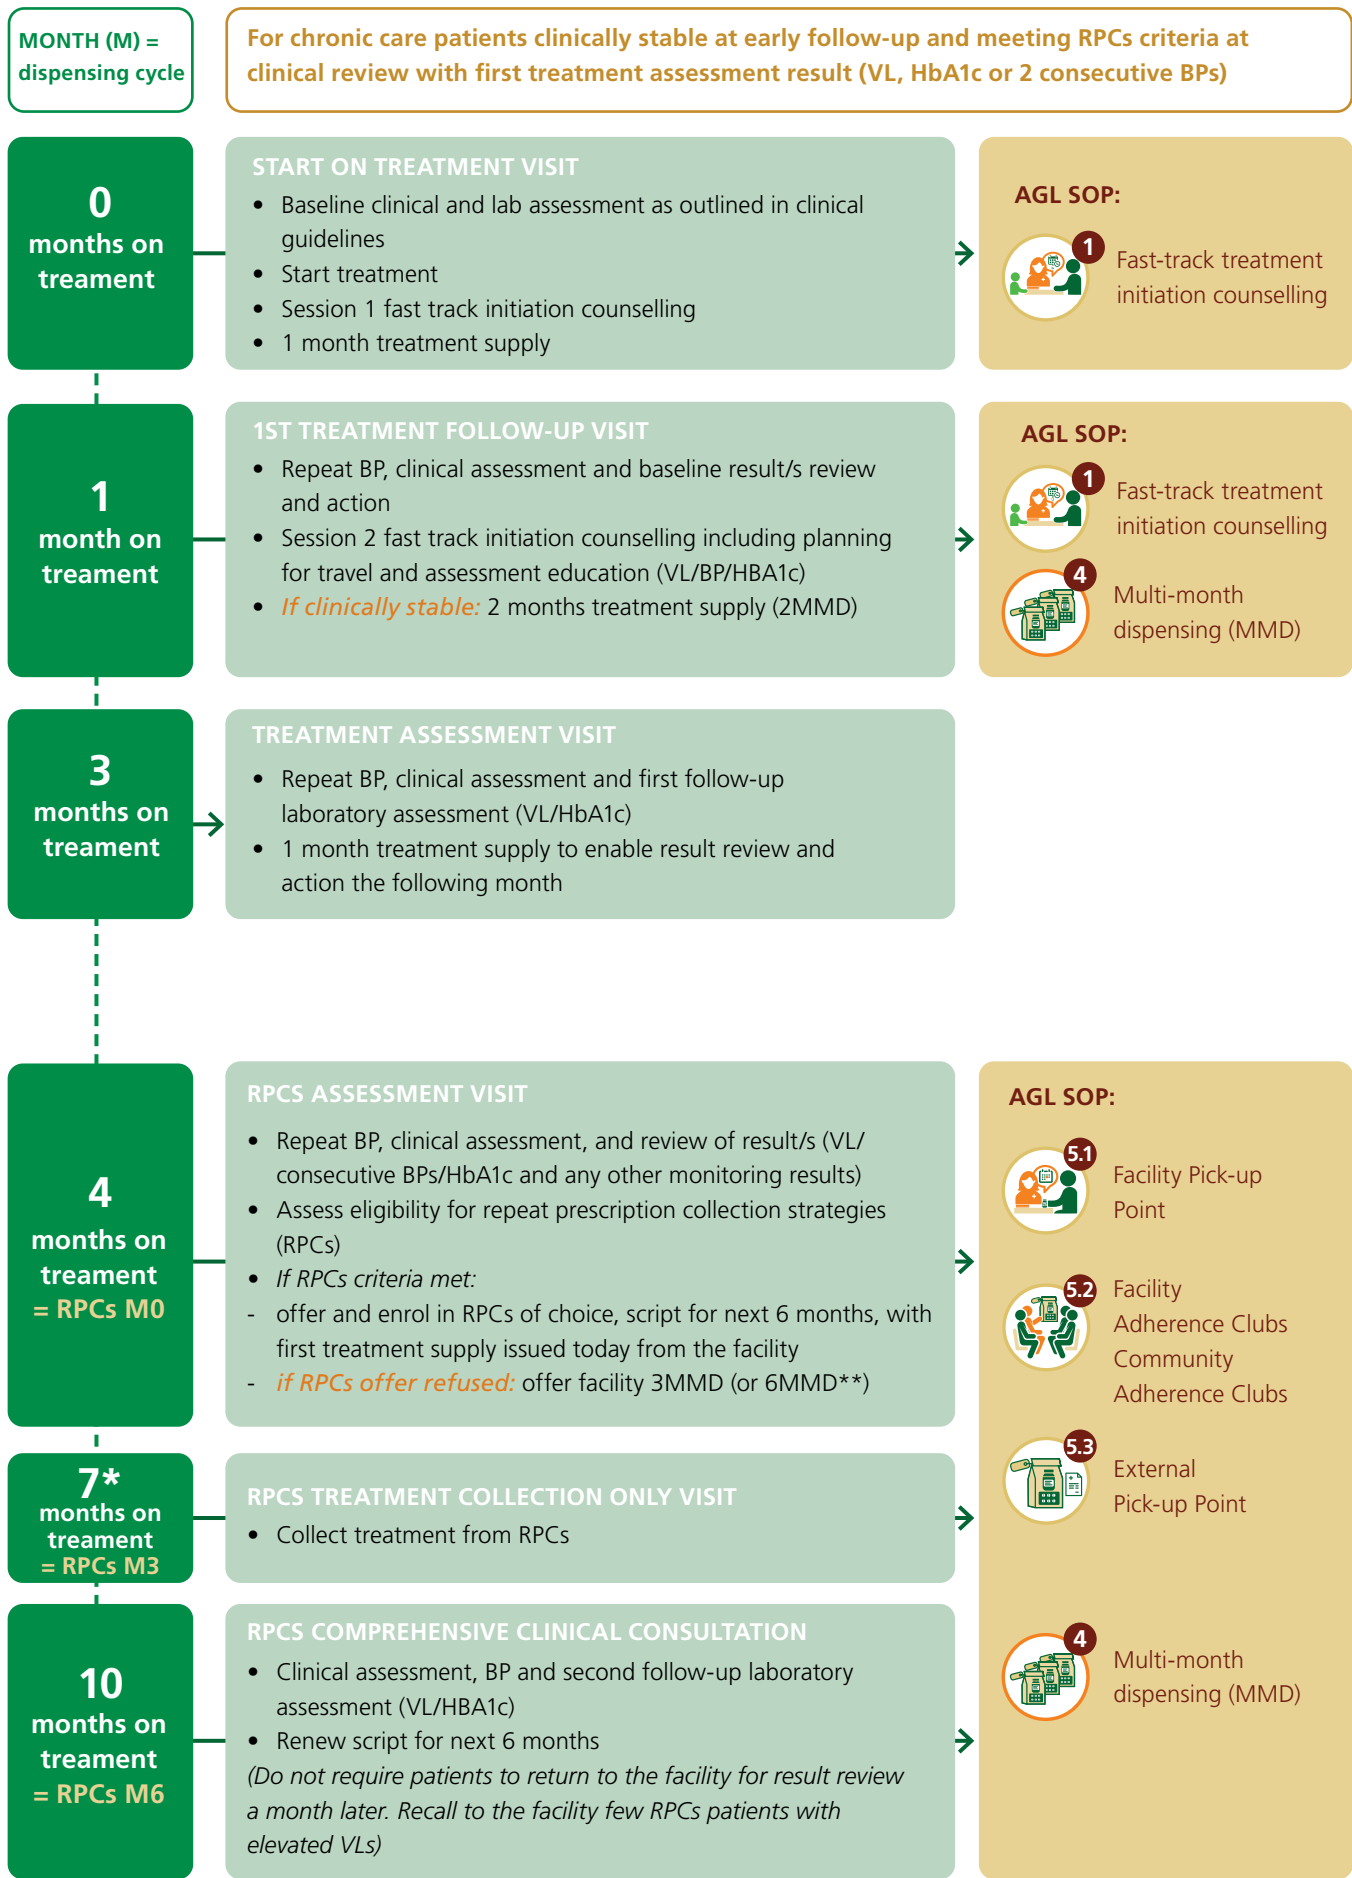 MONTH (M) =
dispensing cycle
For chronic care patients clinically stable at early follow-up and meeting RPCs criteria at
clinical review with first treatment assessment result (VL, HbA1c or 2 consecutive BPs)
0
months on
treament
START ON TREATMENT VISIT
• Baseline clinical and lab assessment as outlined in clinical
guidelines
• Start treatment
• Session 1 fast track initiation counselling
• 1 month treatment supply
AGL SOP:
1
Fast-track treatment
initiation counselling
1
month on
treament
1ST TREATMENT FOLLOW-UP VISIT
• Repeat BP, clinical assessment and baseline result/s review
and action
• Session 2 fast track initiation counselling including planning
for travel and assessment education (VL/BP/HBA1c)
• If clinically stable: 2 months treatment supply (2MMD)
AGL SOP:
1
Fast-track treatment
initiation counselling
4
Multi-month
dispensing (MMD)
3
months on
treament
TREATMENT ASSESSMENT VISIT
• Repeat BP, clinical assessment and first follow-up
laboratory assessment (VL/HbA1c)
• 1 month treatment supply to enable result review and
action the following month
4
months on
treament
= RPCs M0
RPCS ASSESSMENT VISIT
• Repeat BP, clinical assessment, and review of result/s (VL/
consecutive BPs/HbA1c and any other monitoring results)
• Assess eligibility for repeat prescription collection strategies
(RPCs)
• If RPCs criteria met:
- offer and enrol in RPCs of choice, script for next 6 months, with
first treatment supply issued today from the facility
- if RPCs offer refused: offer facility 3MMD (or 6MMD**)
AGL SOP:
5.1
Facility Pick-up
Point
5.2
Facility
Adherence Clubs
Community
Adherence Clubs
5.3
External
Pick-up Point
7*
months on
treament
= RPCs M3
RPCS TREATMENT COLLECTION ONLY VISIT
• Collect treatment from RPCs
10
months on
treament
= RPCs M6
RPCS COMPREHENSIVE CLINICAL CONSULTATION
• Clinical assessment, BP and second follow-up laboratory
assessment (VL/HBA1c)
• Renew script for next 6 months
(Do not require patients to return to the facility for result review
a month later. Recall to the facility few RPCs patients with
elevated VLs)
4
Multi-month
dispensing (MMD)